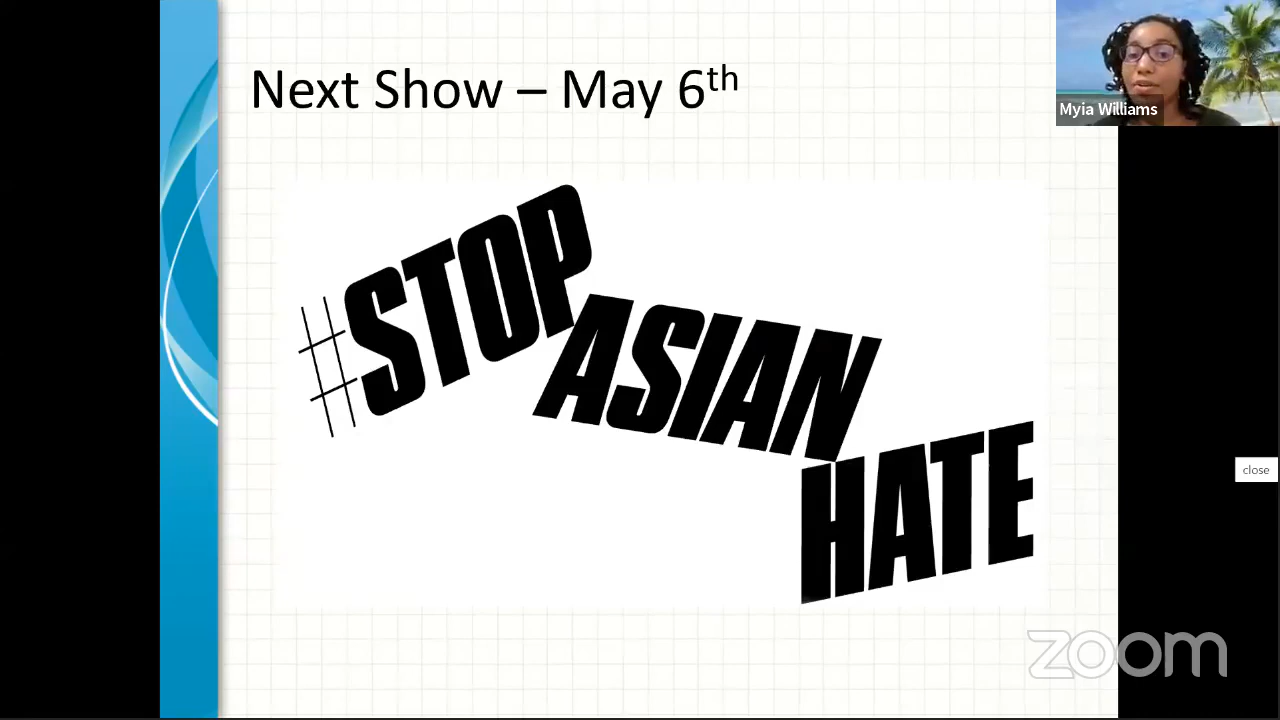 Next Show – May 6th
Myia Williams
#STOP
ASIAN
HATE
close
zoom